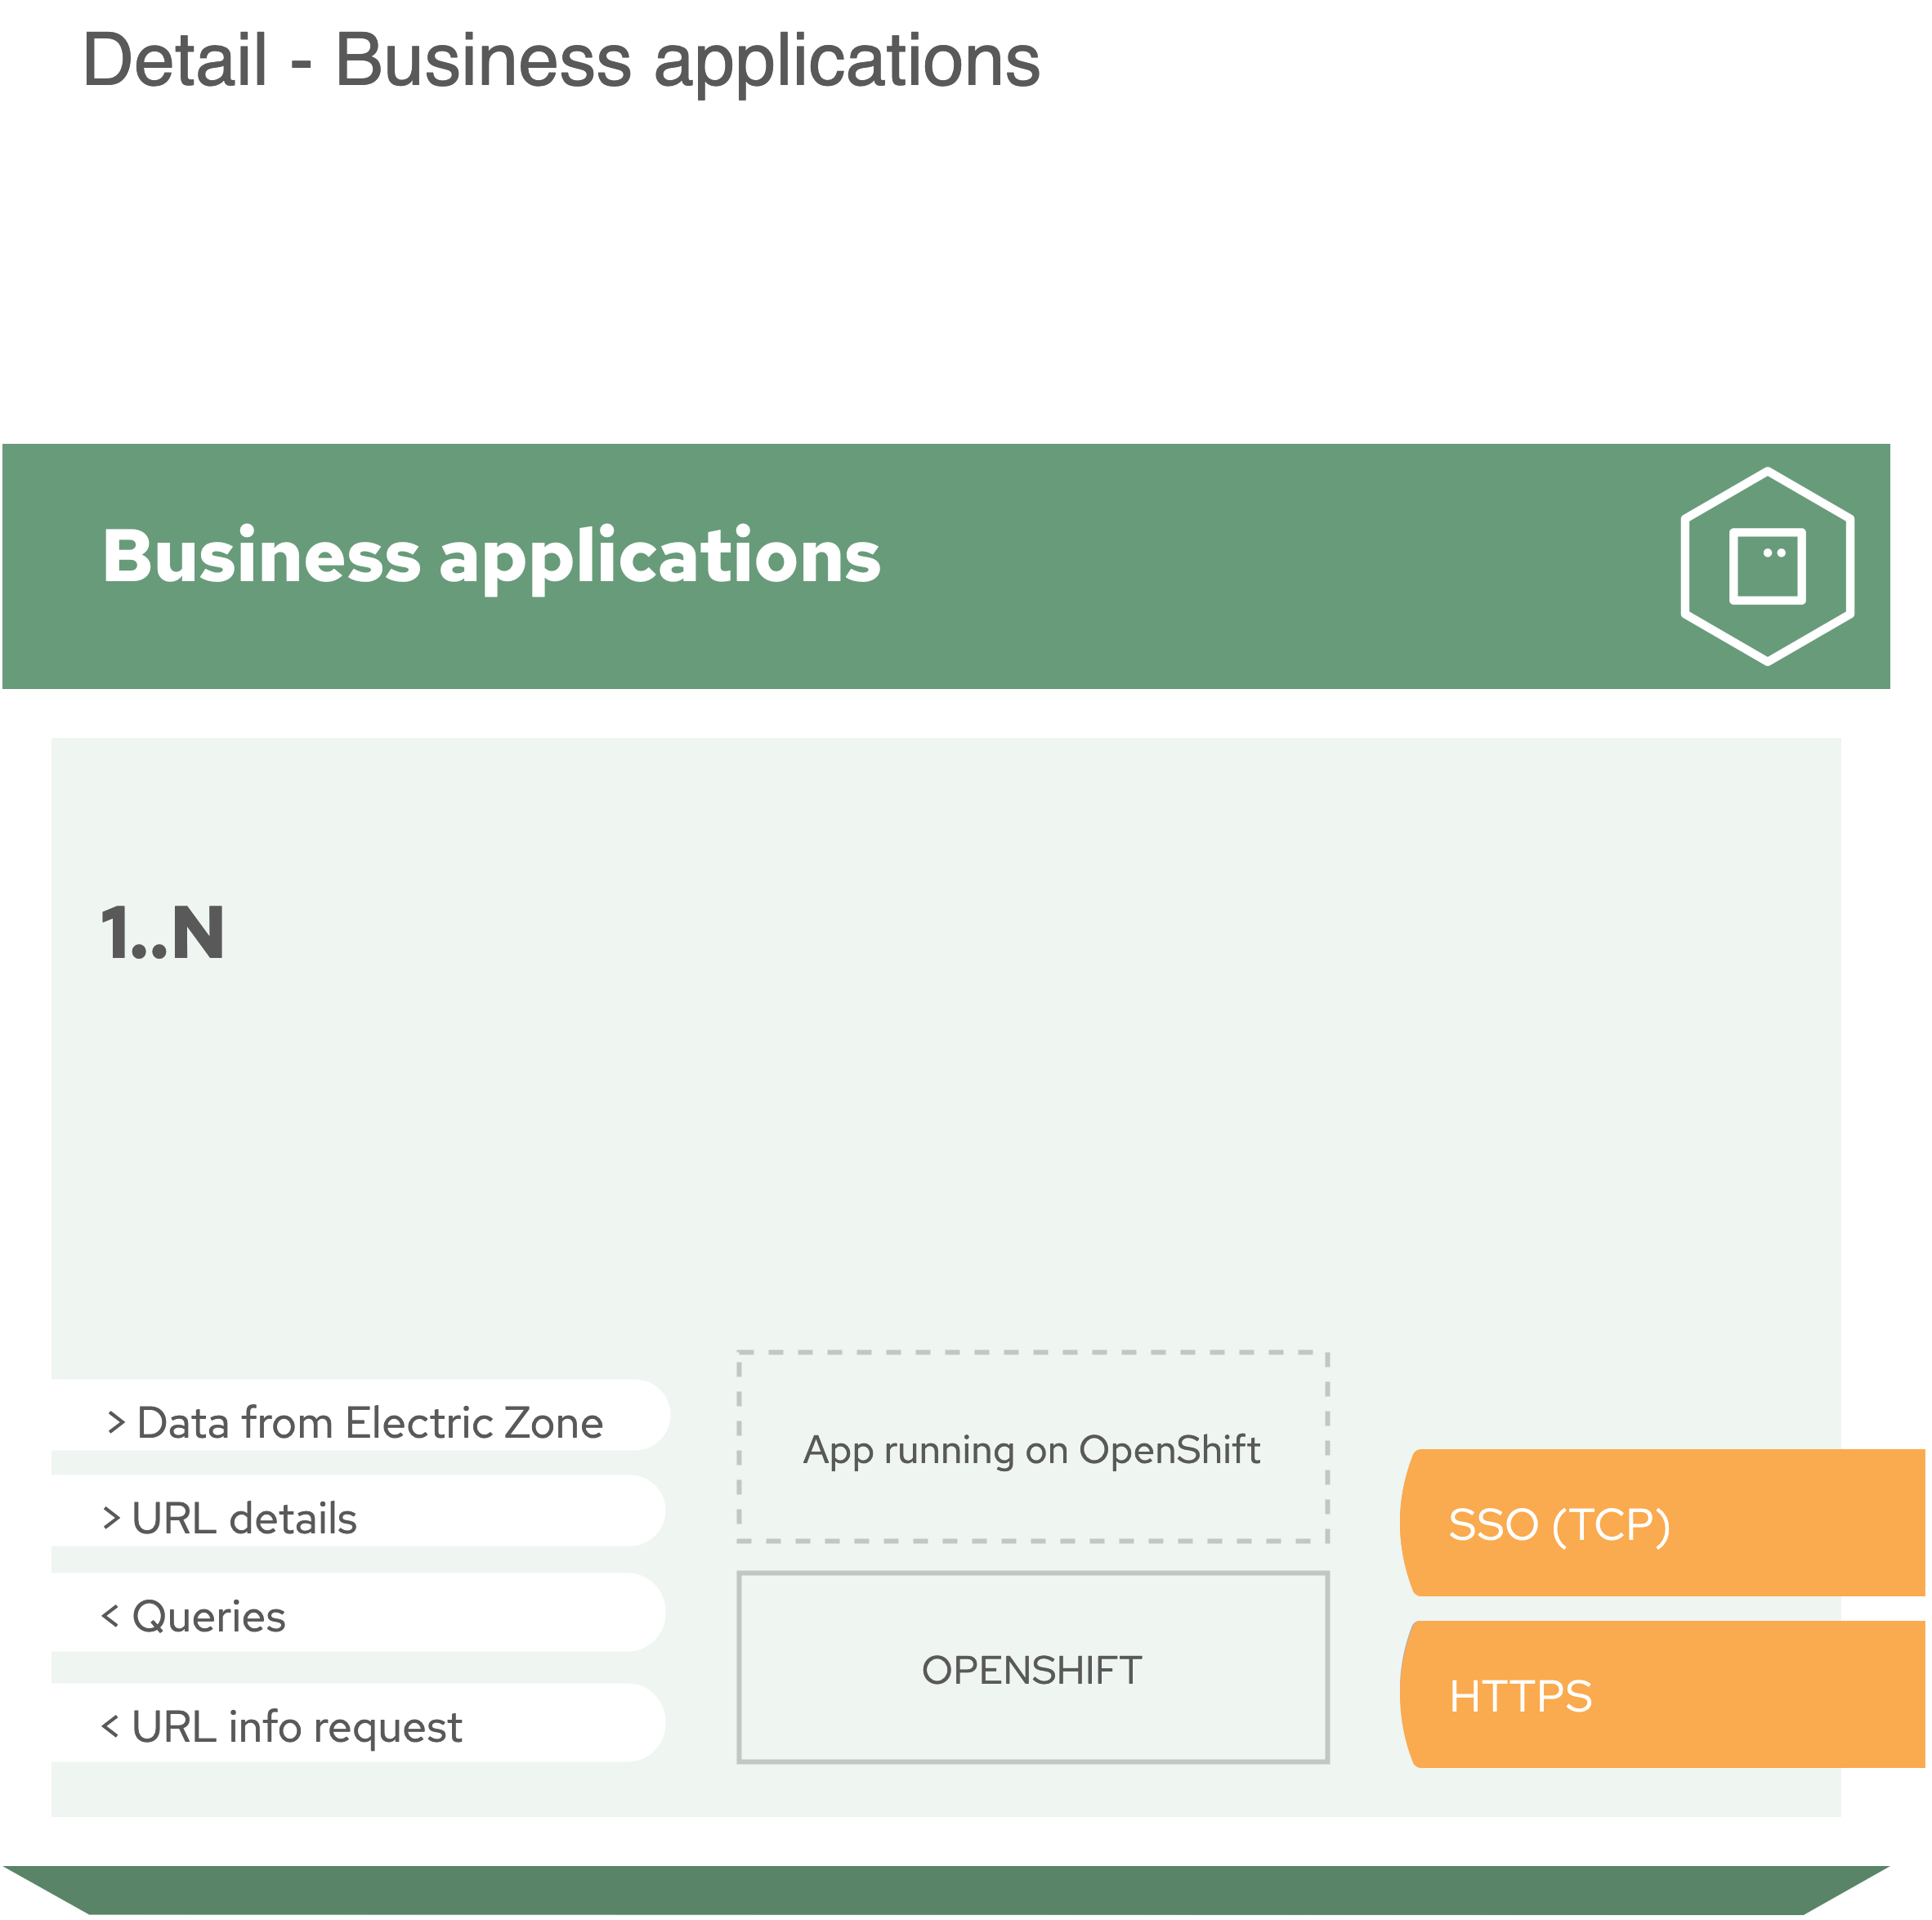 Detail - Business applications
Business applications
1..N
> Data from Electric Zone
> URL details
< Queries
< URL info request
App running on OpenShift
OPENSHIFT
SSO (TCP)
HTTPS